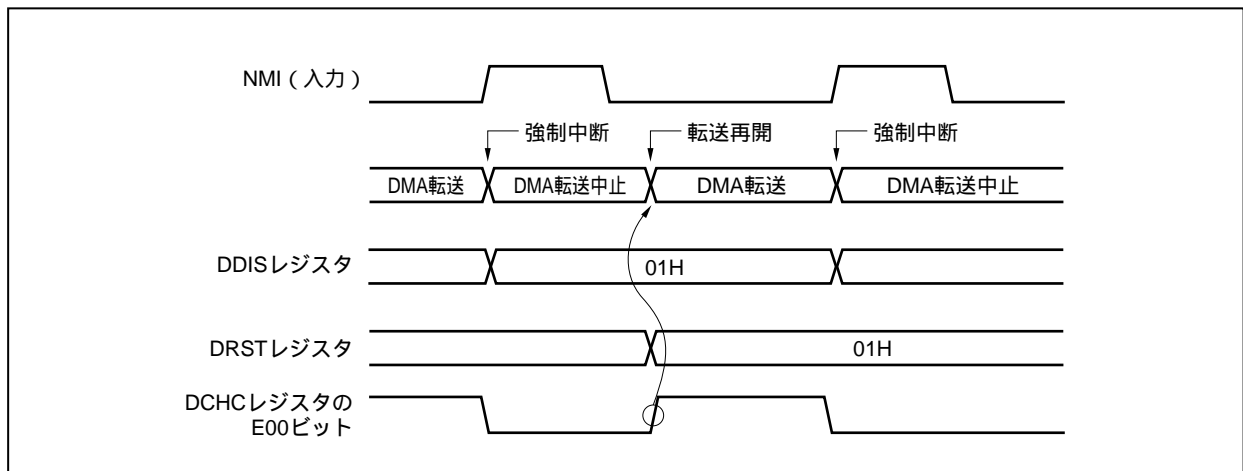 NMI（入力）
強制中断 転送再開 強制中断
DMA転送 DMA転送中止 DMA転送 DMA転送中止
DDISレジスタ 01H
DRSTレジスタ 01H
DCHCレジスタの
E00ビット